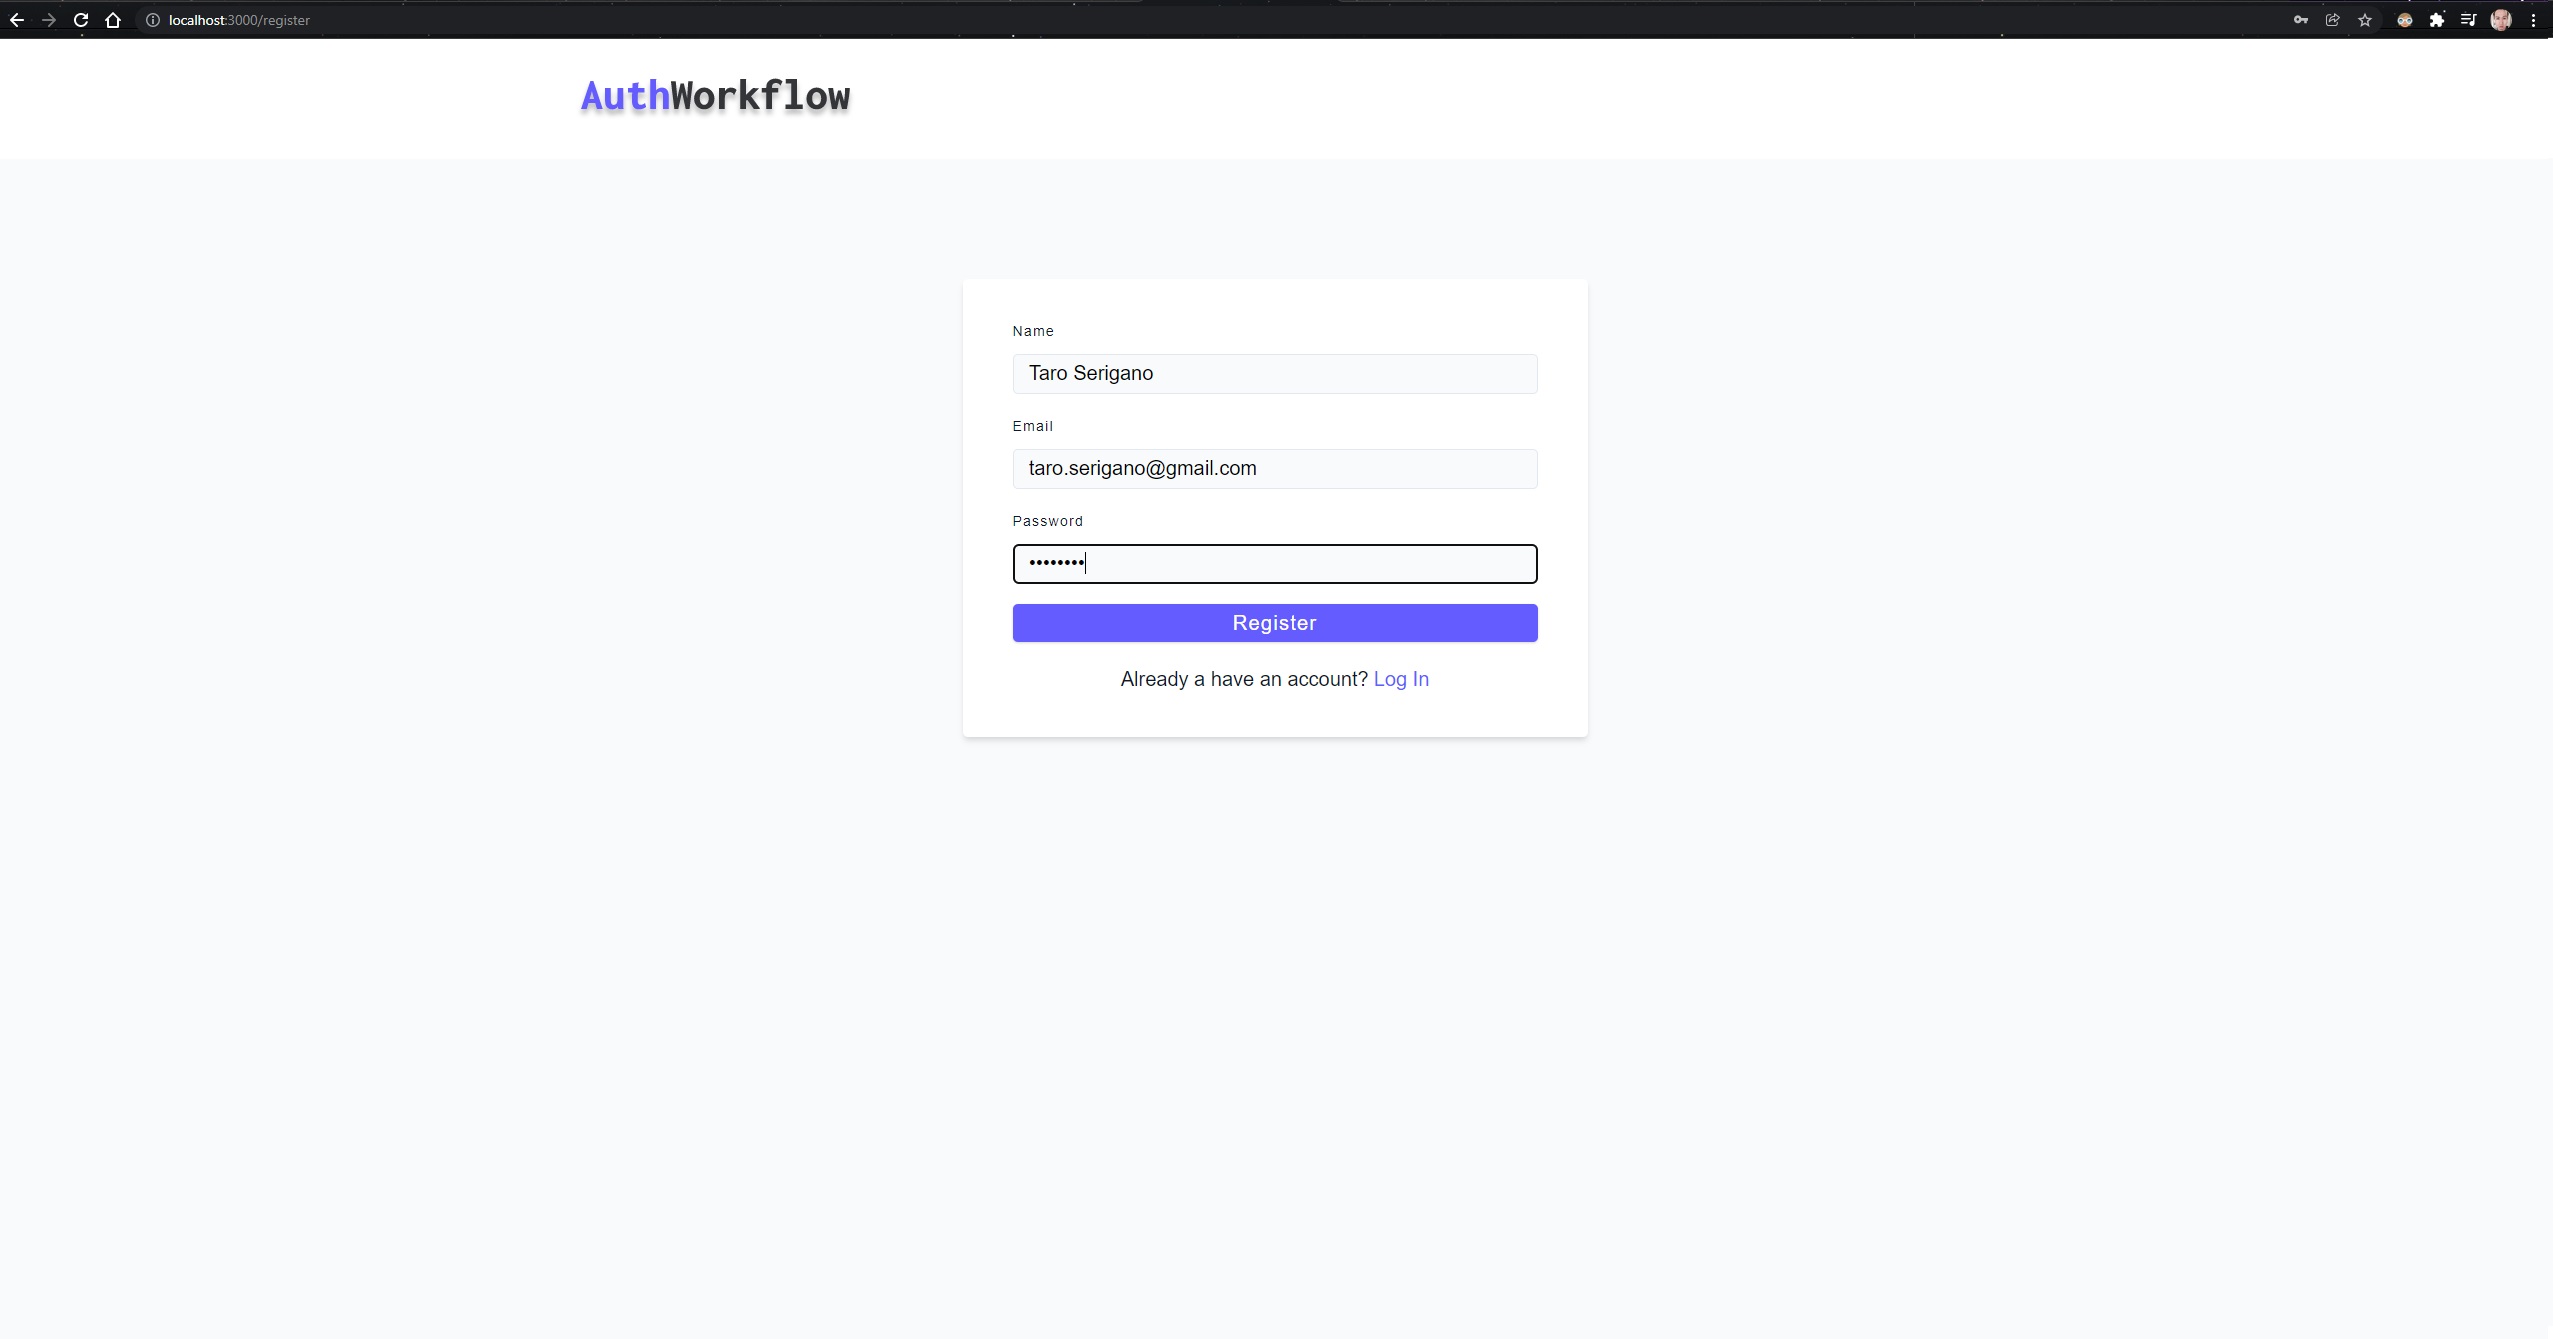 localhost:3000/register
AuthWorkflow
Name
Taro Serigano
Email
taro.serigano@gmail.com
Password
••••••••
Register
Already a have an account? Log In